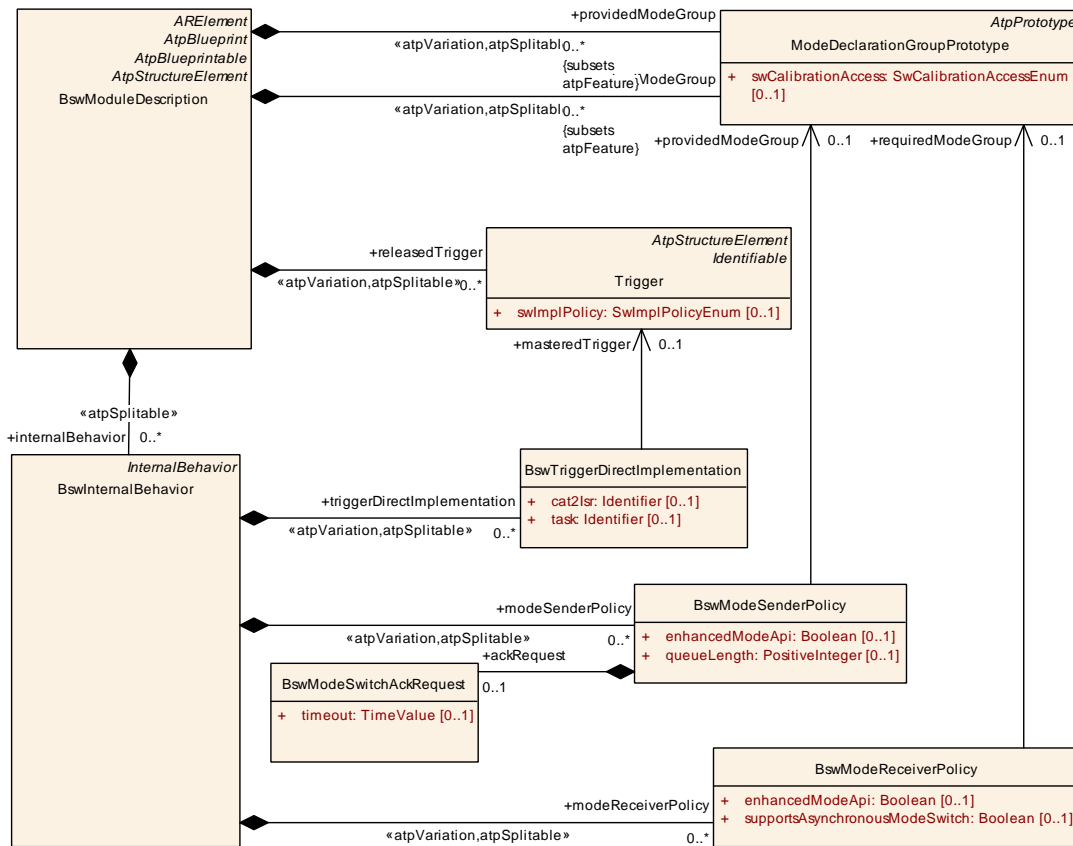 ARElement
AtpBlueprint
AtpBlueprintable
AtpStructureElement
BswModuleDescription
+providedModeGroup
«atpVariation,atpSplitabl
0..*
{subsets
atpFeature}
ModeGroup
«atpVariation,atpSplitabl
0..*
{subsets
atpFeature}
AtpPrototype
ModeDeclarationGroupPrototype
+ swCalibrationAccess: SwCalibrationAccessEnum
[0..1]
+providedModeGroup
0..1
+requiredModeGroup
0..1
+releasedTrigger
«atpVariation,atpSplitable»
0..*
AtpStructureElement
Identifiable
Trigger
+ swImplPolicy: SwImplPolicyEnum [0..1]
+masteredTrigger
0..1
«atpSplitable»
+internalBehavior
0..*
InternalBehavior
BswInternalBehavior
+triggerDirectImplementation
«atpVariation,atpSplitable»
0..*
BswTriggerDirectImplementation
+ cat2Isr: Identifier [0..1]
+ task: Identifier [0..1]
+modeSenderPolicy
«atpVariation,atpSplitable»
0..*
BswModeSenderPolicy
+ enhancedModeApi: Boolean [0..1]
+ queueLength: PositiveInteger [0..1]
+ackRequest
0..1
BswModeSwitchAckRequest
+ timeout: TimeValue [0..1]
+modeReceiverPolicy
«atpVariation,atpSplitable»
0..*
BswModeReceiverPolicy
+ enhancedModeApi: Boolean [0..1]
+ supportsAsynchronousModeSwitch: Boolean [0..1]